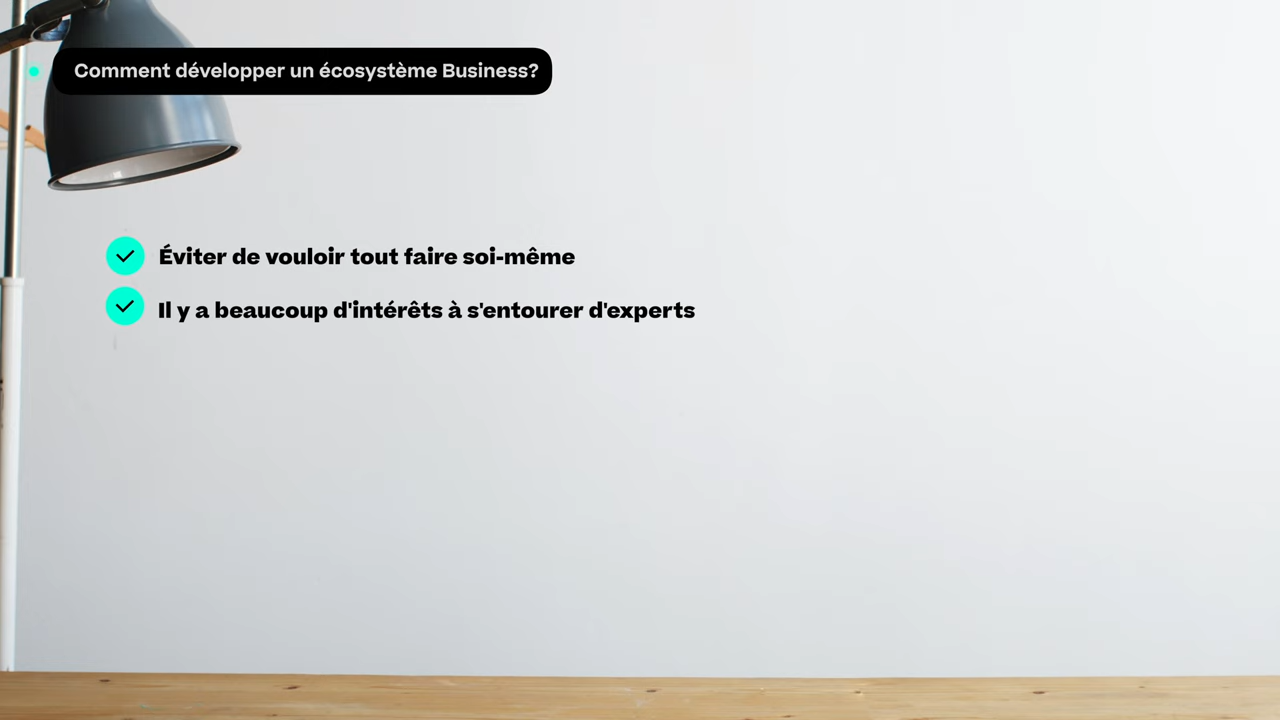 Comment développer un écosystème Business?
Éviter de vouloir tout faire soi-même
Il y a beaucoup d'intérêts à s'entourer d'experts